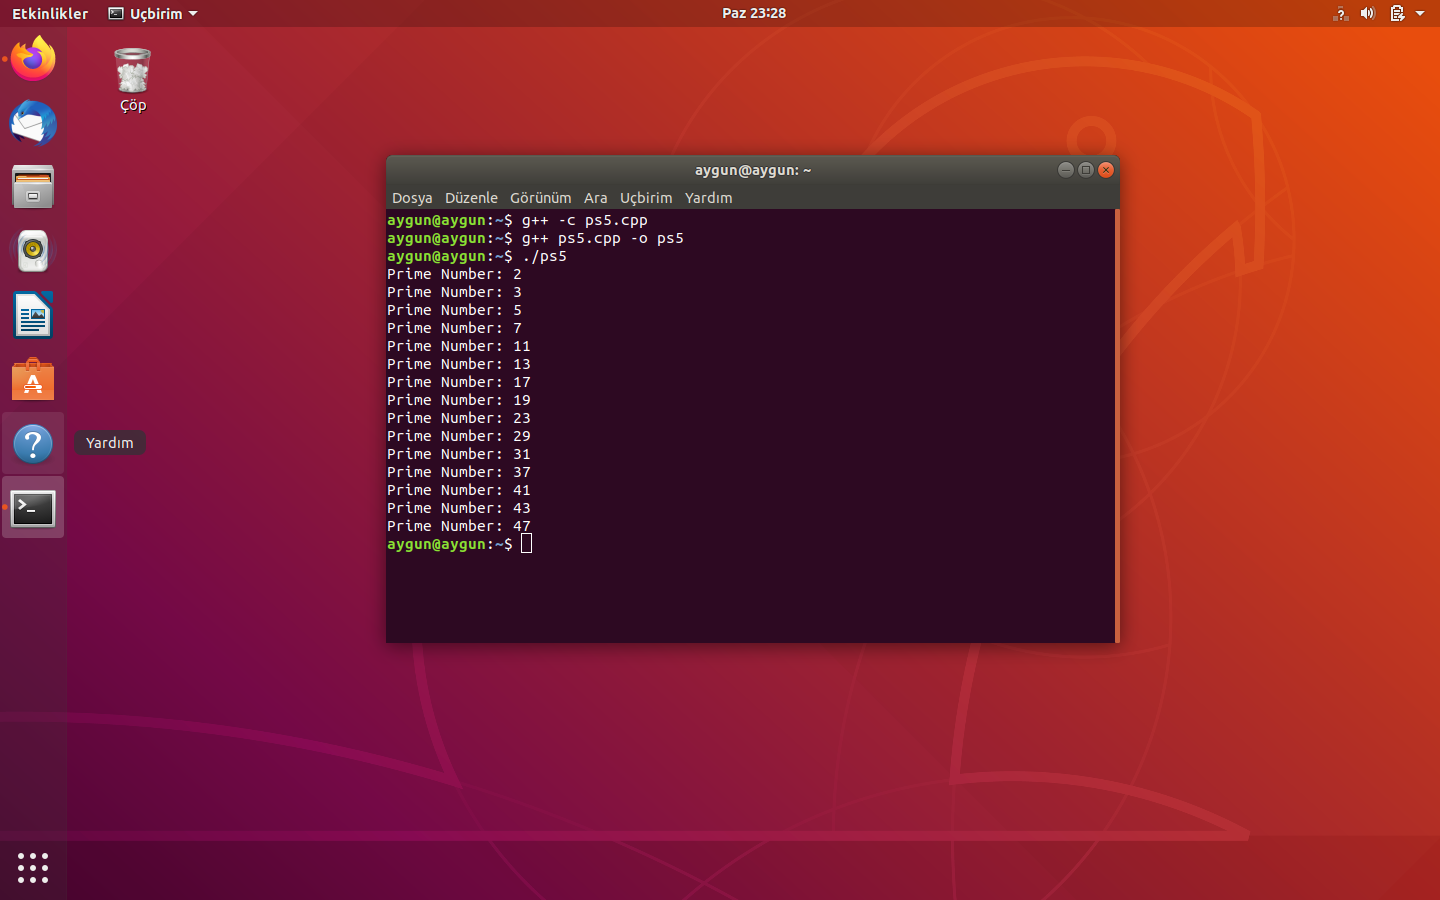 Etkinlikler Uçbirim Paz 23:28
Çöp
aygun@aygun: ~
Dosya Düzenle Görünüm Ara Uçbirim Yardım
aygun@aygun:~$ g++ -c ps5.cpp
aygun@aygun:~$ g++ ps5.cpp -o ps5
aygun@aygun:~$ ./ps5
Prime Number: 2
Prime Number: 3
Prime Number: 5
Prime Number: 7
Prime Number: 11
Prime Number: 13
Prime Number: 17
Prime Number: 19
Prime Number: 23
Prime Number: 29
Prime Number: 31
Prime Number: 37
Prime Number: 41
Prime Number: 43
Prime Number: 47
aygun@aygun:~$
Yardım